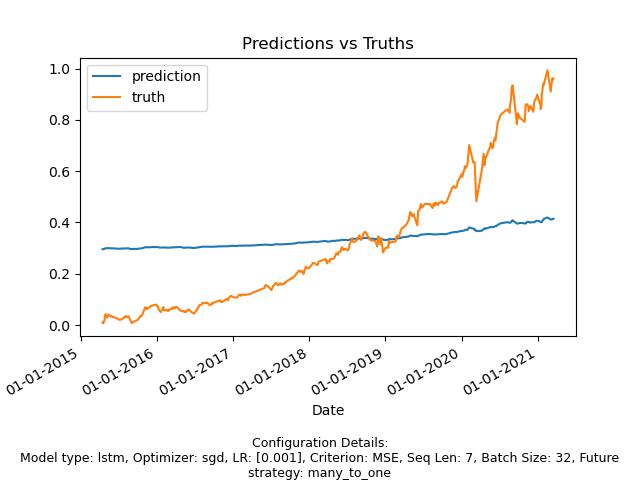 Predictions vs Truths
prediction
truth
1.0
0.8
0.6
0.4
0.2
0.0
01-01-2015
01-01-2016
01-01-2017
01-01-2018
01-01-2019
01-01-2020
01-01-2021
Date
Configuration Details:
Model type: lstm, Optimizer: sgd, LR: [0.001], Criterion: MSE, Seq Len: 7, Batch Size: 32, Future
strategy: many_to_one